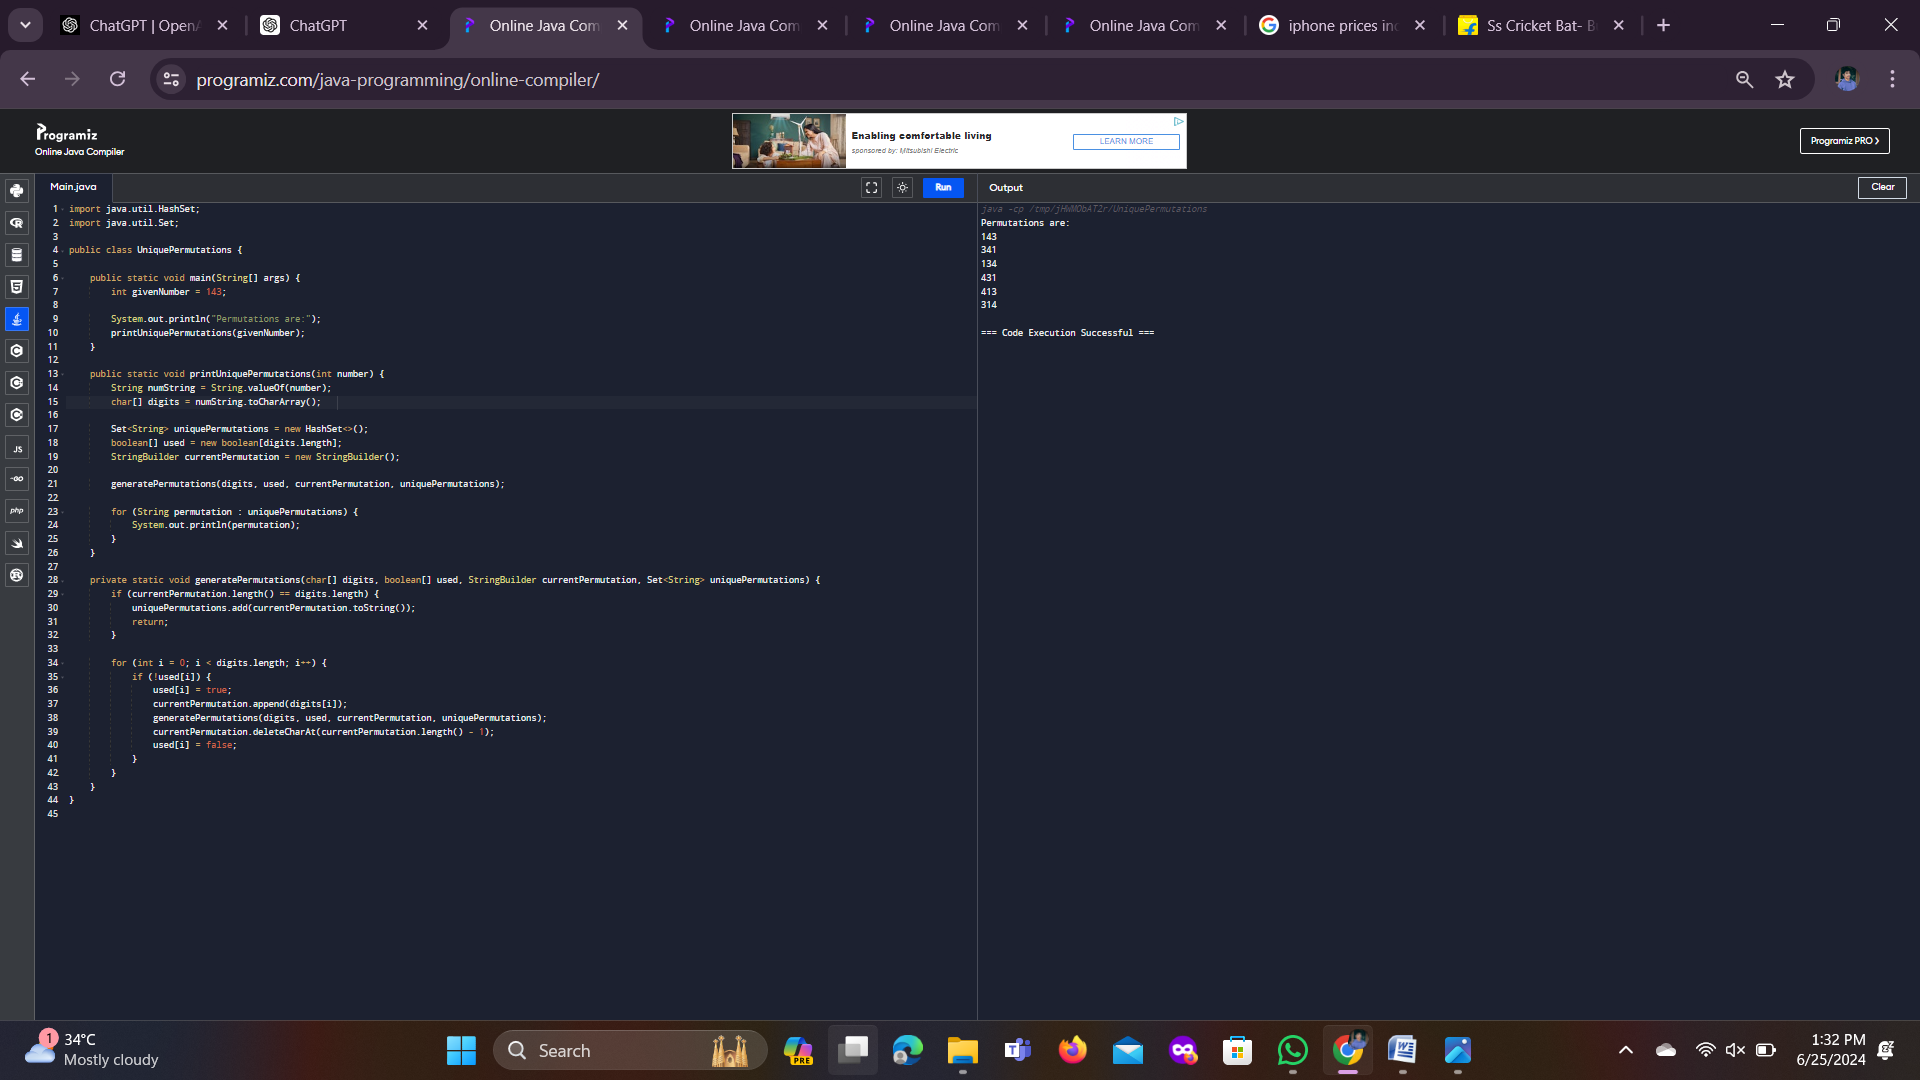 ChatGPT | OpenA
ChatGPT
Online Java Com
Online Java Com
Online Java Com
Online Java Com
iphone prices inc
Ss Cricket Bat- B
programiz.com/java-programming/online-compiler/
Programiz
Online Java Compiler
Enabling comfortable living
sponsored by: Mitsubishi Electric
LEARN MORE
Programiz PRO >
Main.java
Run
Output
Clear
1 import java.util.HashSet;
2 import java.util.Set;
3
4 public class UniquePermutations {
5
6     public static void main(String[] args) {
7         int givenNumber = 143;
8
9         System.out.println("Permutations are:");
10         printUniquePermutations(givenNumber);
11     }
12
13     public static void printUniquePermutations(int number) {
14         String numString = String.valueOf(number);
15         char[] digits = numString.toCharArray();
16
17         Set<String> uniquePermutations = new HashSet<>();
18         boolean[] used = new boolean[digits.length];
19         StringBuilder currentPermutation = new StringBuilder();
20
21         generatePermutations(digits, used, currentPermutation, uniquePermutations);
22
23         for (String permutation : uniquePermutations) {
24             System.out.println(permutation);
25         }
26     }
27
28     private static void generatePermutations(char[] digits, boolean[] used, StringBuilder currentPermutation, Set<String> uniquePermutations) {
29         if (currentPermutation.length() == digits.length) {
30             uniquePermutations.add(currentPermutation.toString());
31             return;
32         }
33
34         for (int i = 0; i < digits.length; i++) {
35             if (!used[i]) {
36                 used[i] = true;
37                 currentPermutation.append(digits[i]);
38                 generatePermutations(digits, used, currentPermutation, uniquePermutations);
39                 currentPermutation.deleteCharAt(currentPermutation.length() - 1);
40                 used[i] = false;
41             }
42         }
43     }
44 }
45
java -cp /tmp/jHWMObAT2r/UniquePermutations
Permutations are:
143
341
134
431
413
314
=== Code Execution Successful ===
JS
-GO
php
1
34°C
Mostly cloudy
Search
PRE
1:32 PM
6/25/2024